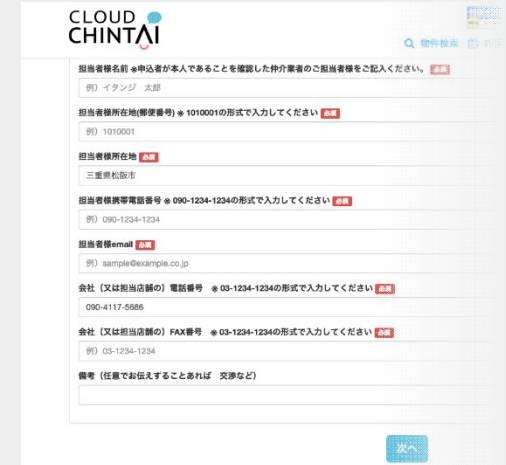 CLOUD
CHINTAI
物件検索
担当者様名前 ※申込者が本人であることを確認した仲介業者のご担当者様をご記入ください。 必須
例）イタンジ　太郎
担当者様所在地(郵便番号) ※ 1010001の形式で入力してください 必須
例）1010001
担当者様所在地 必須
三重県松阪市
担当者様携帯電話番号 ※ 090-1234-1234の形式で入力してください 必須
例）090-1234-1234
担当者様email 必須
例）sample@example.co.jp
会社（又は担当店舗の）電話番号　※ 03-1234-1234の形式で入力してください 必須
090-4117-5686
会社（又は担当店舗の）FAX番号　※ 03-1234-1234の形式で入力してください 必須
例）03-1234-1234
備考（任意でお伝えすることあれば　交渉など）
次へ